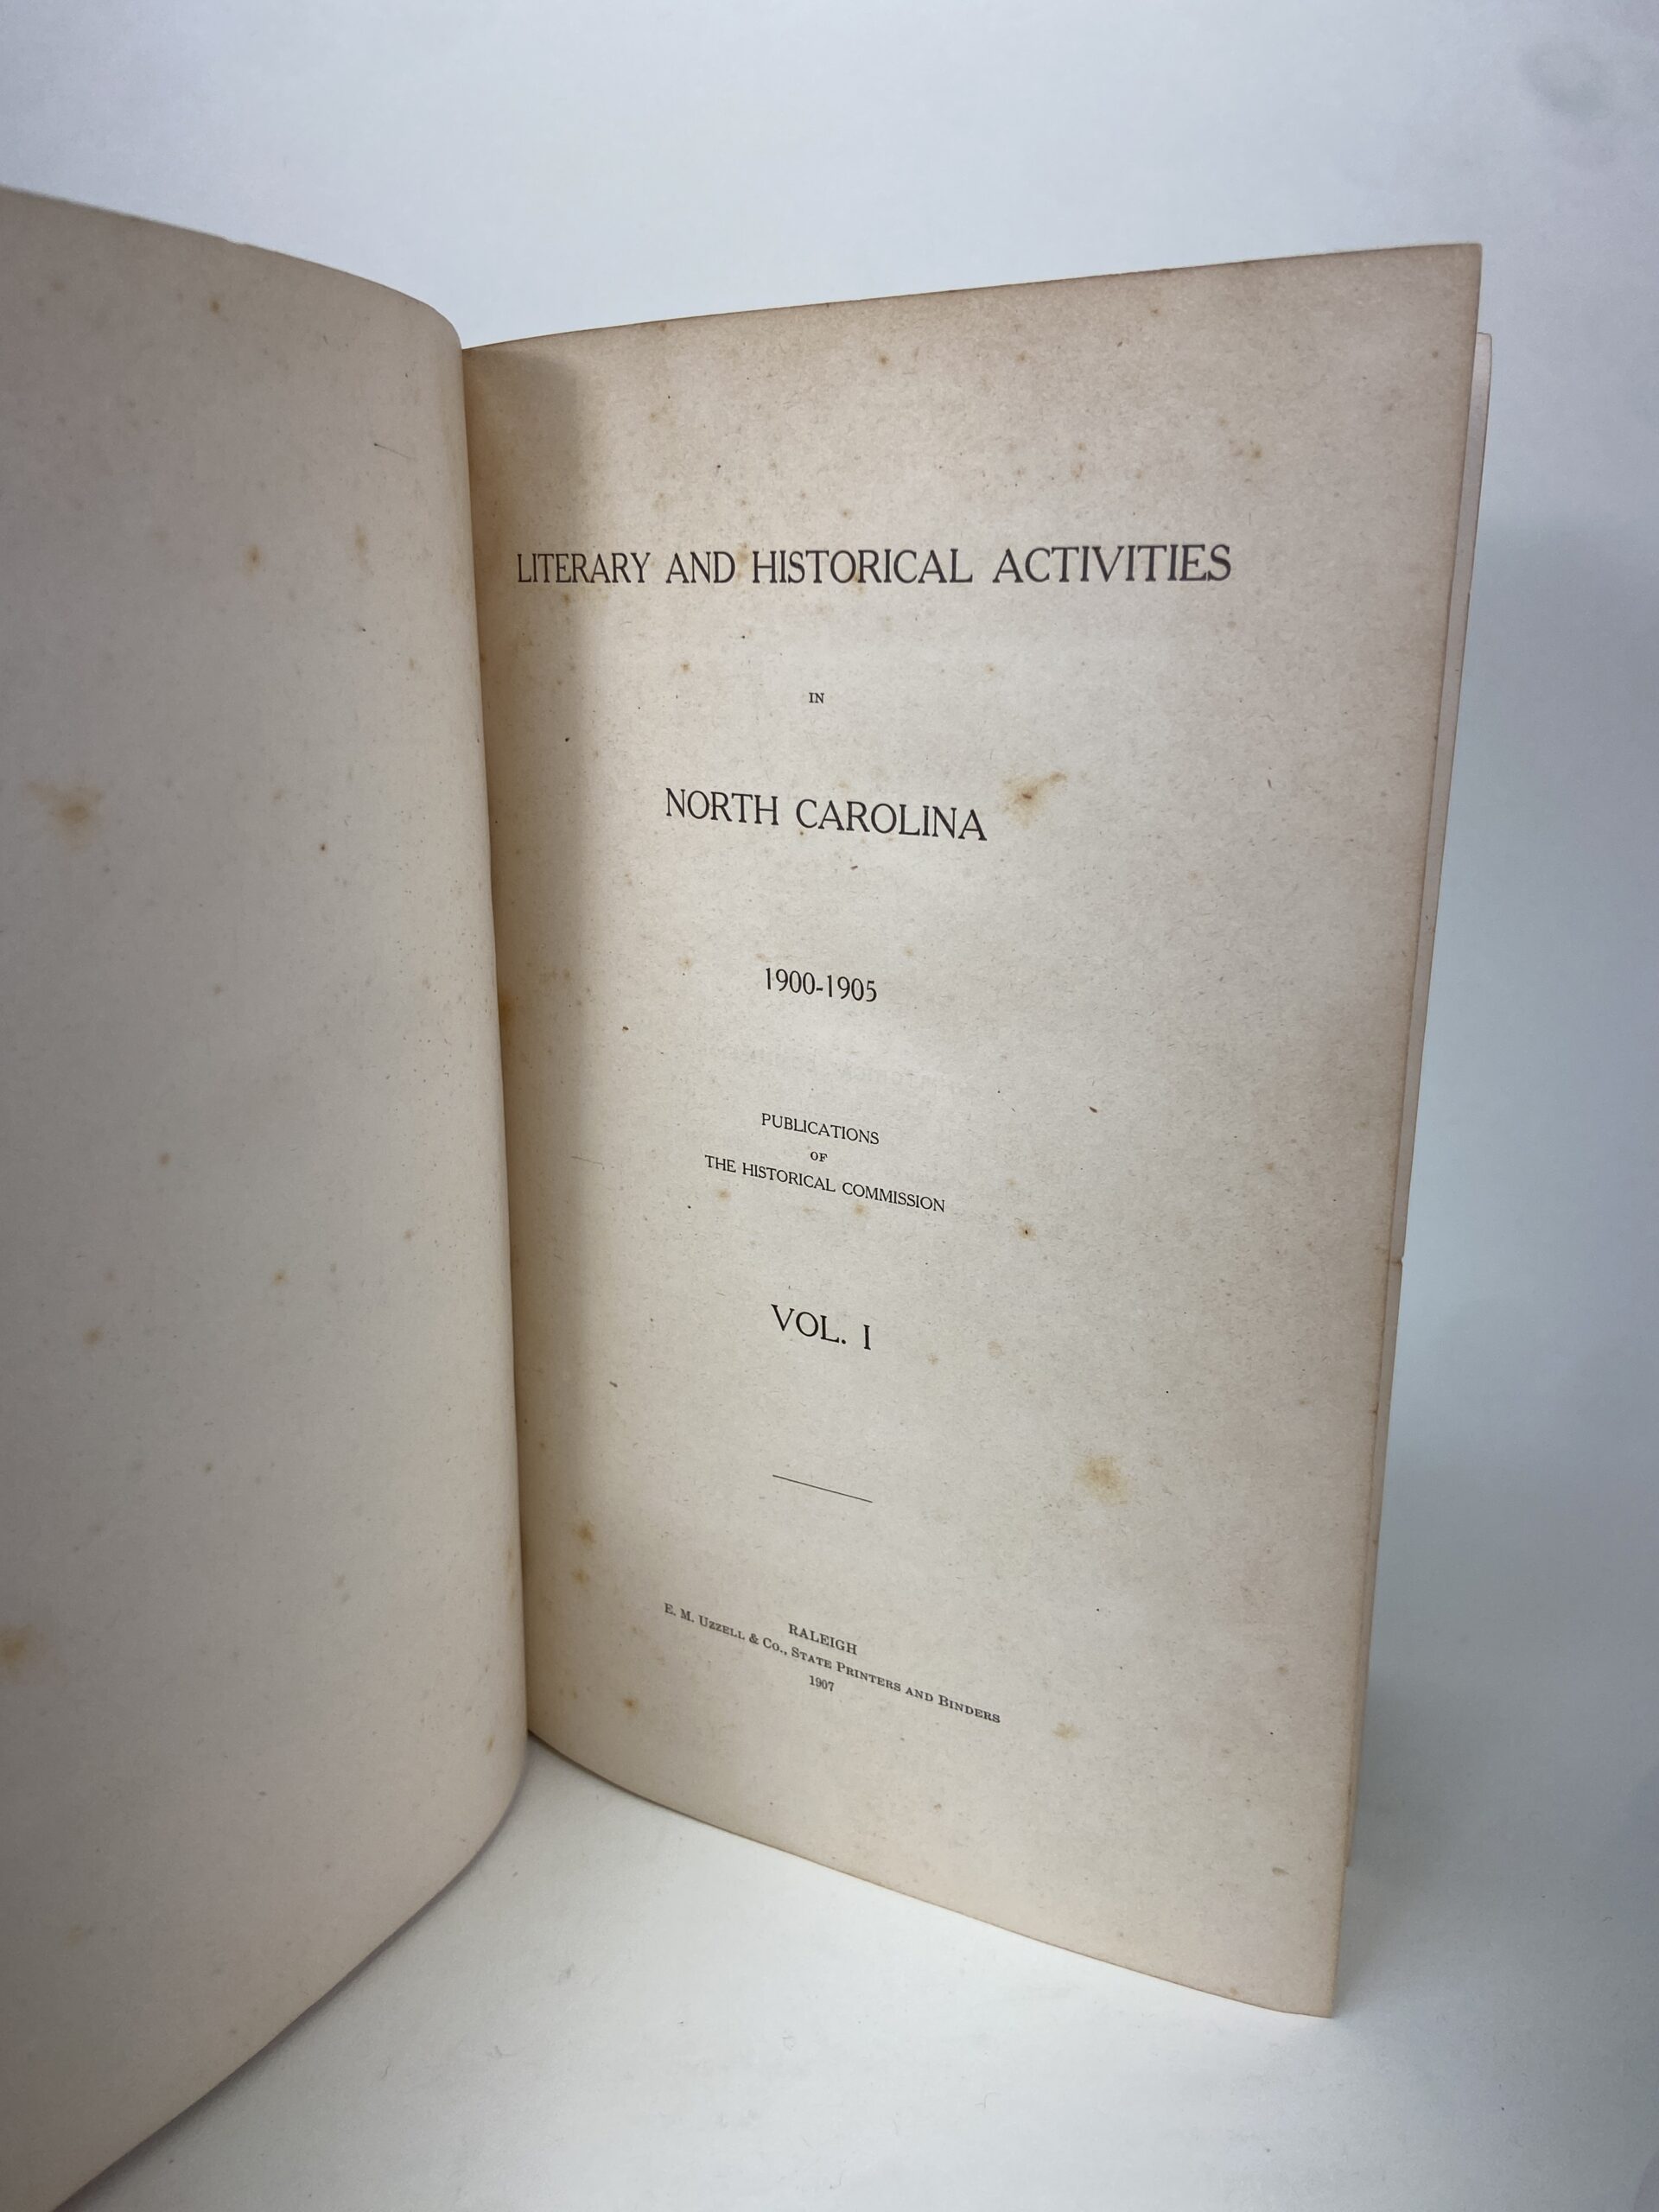 LITERARY AND HISTORICAL ACTIVITIES
IN
NORTH CAROLINA
1900-1905
PUBLICATIONS
OF
THE HISTORICAL COMMISSION
VOL. I
RALEIGH
E. M. UZZELL & CO., STATE PRINTERS AND BINDERS
1907